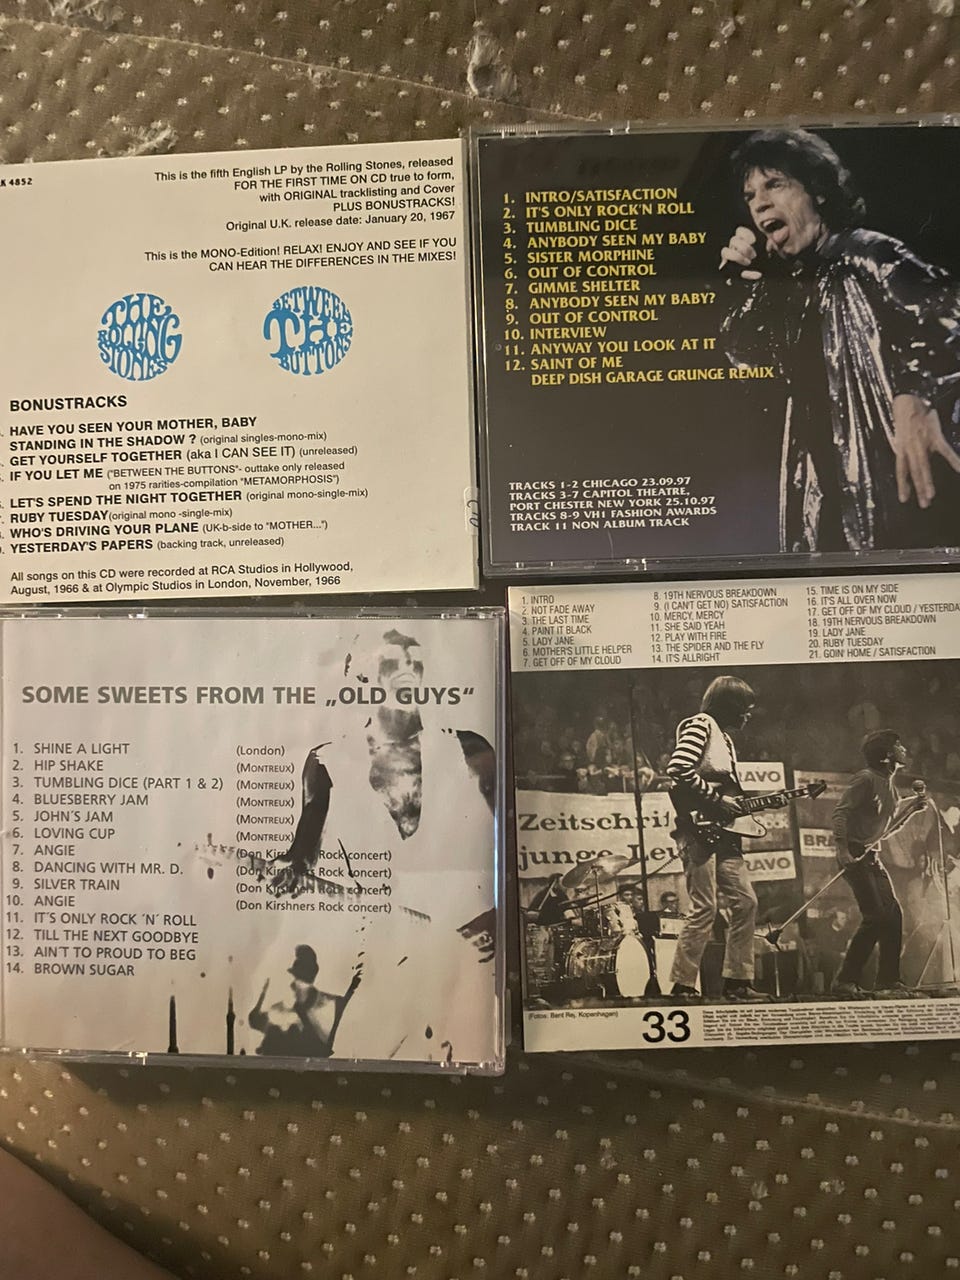 K 4852
This is the fifth English LP by the Rolling Stones, released
FOR THE FIRST TIME ON CD true to form,
with ORIGINAL tracklisting and Cover
PLUS BONUSTRACKS!
Original U.K. release date: January 20, 1967
This is the MONO-Edition! RELAX! ENJOY AND SEE IF YOU
CAN HEAR THE DIFFERENCES IN THE MIXES!
THE ROLLING STONES
BETWEEN THE BUTTONS
BONUSTRACKS
HAVE YOU SEEN YOUR MOTHER, BABY
STANDING IN THE SHADOW ? (original singles-mono-mix)
GET YOURSELF TOGETHER (aka I CAN SEE IT) (unreleased)
IF YOU LET ME ("BETWEEN THE BUTTONS"- outtake only released
on 1975 rarities-compilation "METAMORPHOSIS")
LET'S SPEND THE NIGHT TOGETHER (original mono-single-mix)
RUBY TUESDAY (original mono -single-mix)
WHO'S DRIVING YOUR PLANE (UK-b-side to "MOTHER...")
YESTERDAY'S PAPERS (backing track, unreleased)
All songs on this CD were recorded at RCA Studios in Hollywood,
August, 1966 & at Olympic Studios in London, November, 1966
1. INTRO/SATISFACTION
2. IT'S ONLY ROCK'N ROLL
3. TUMBLING DICE
4. ANYBODY SEEN MY BABY
5. SISTER MORPHINE
6. OUT OF CONTROL
7. GIMME SHELTER
8. ANYBODY SEEN MY BABY?
9. OUT OF CONTROL
10. INTERVIEW
11. ANYWAY YOU LOOK AT IT
12. SAINT OF ME
DEEP DISH GARAGE GRUNGE REMIX
TRACKS 1-2 CHICAGO 23.09.97
TRACKS 3-7 CAPITOL THEATRE,
PORT CHESTER NEW YORK 25.10.97
TRACKS 8-9 VH1 FASHION AWARDS
TRACK 11 NON ALBUM TRACK
SOME SWEETS FROM THE „OLD GUYS“
1. SHINE A LIGHT (London)
2. HIP SHAKE (MONTREUX)
3. TUMBLING DICE (PART 1 & 2) (MONTREUX)
4. BLUESBERRY JAM (MONTREUX)
5. JOHN´S JAM (MONTREUX)
6. LOVING CUP (MONTREUX)
7. ANGIE (Don Kirshners Rock concert)
8. DANCING WITH MR. D. (Don Kirshners Rock concert)
9. SILVER TRAIN (Don Kirshners Rock concert)
10. ANGIE (Don Kirshners Rock concert)
11. IT´S ONLY ROCK ´N´ ROLL
12. TILL THE NEXT GOODBYE
13. AIN´T TO PROUD TO BEG
14. BROWN SUGAR
1. INTRO
2. NOT FADE AWAY
3. THE LAST TIME
4. PAINT IT BLACK
5. LADY JANE
6. MOTHER'S LITTLE HELPER
7. GET OFF OF MY CLOUD
8. 19TH NERVOUS BREAKDOWN
9. (I CAN'T GET NO) SATISFACTION
10. MERCY, MERCY
11. SHE SAID YEAH
12. PLAY WITH FIRE
13. THE SPIDER AND THE FLY
14. IT'S ALLRIGHT
15. TIME IS ON MY SIDE
16. IT'S ALL OVER NOW
17. GET OFF OF MY CLOUD / YESTERDA
18. 19TH NERVOUS BREAKDOWN
19. LADY JANE
20. RUBY TUESDAY
21. GOIN' HOME / SATISFACTION
Zeitschrif
junge Leu
RAVO
BRA
RAVO
(Fotos: Bent Rej, Kopenhagen)
33